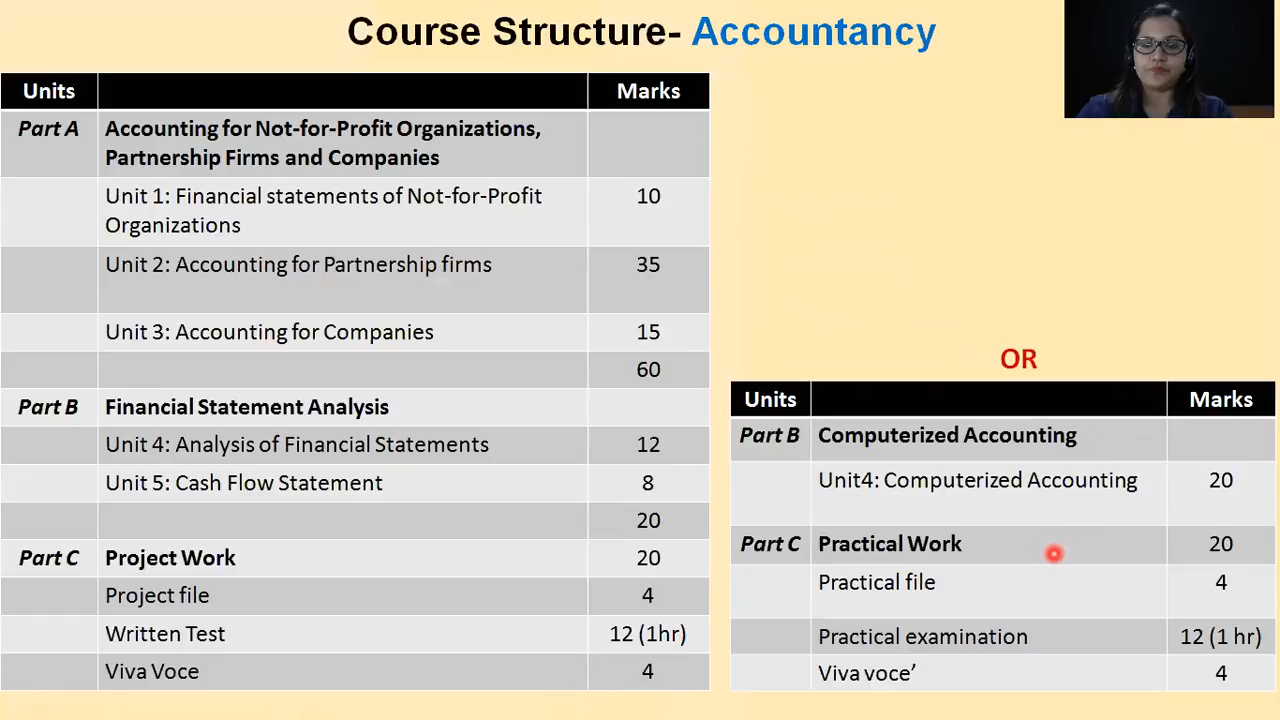 Course Structure- Accountancy
Units Marks
Part A Accounting for Not-for-Profit Organizations,
Partnership Firms and Companies
Unit 1: Financial statements of Not-for-Profit 10
Organizations
Unit 2: Accounting for Partnership firms 35
Unit 3: Accounting for Companies 15
60
Part B Financial Statement Analysis
Unit 4: Analysis of Financial Statements 12
Unit 5: Cash Flow Statement 8
20
Part C Project Work 20
Project file 4
Written Test 12 (1hr)
Viva Voce 4
OR
Units Marks
Part B Computerized Accounting
Unit4: Computerized Accounting 20
Part C Practical Work 20
Practical file 4
Practical examination 12 (1 hr)
Viva voce’ 4